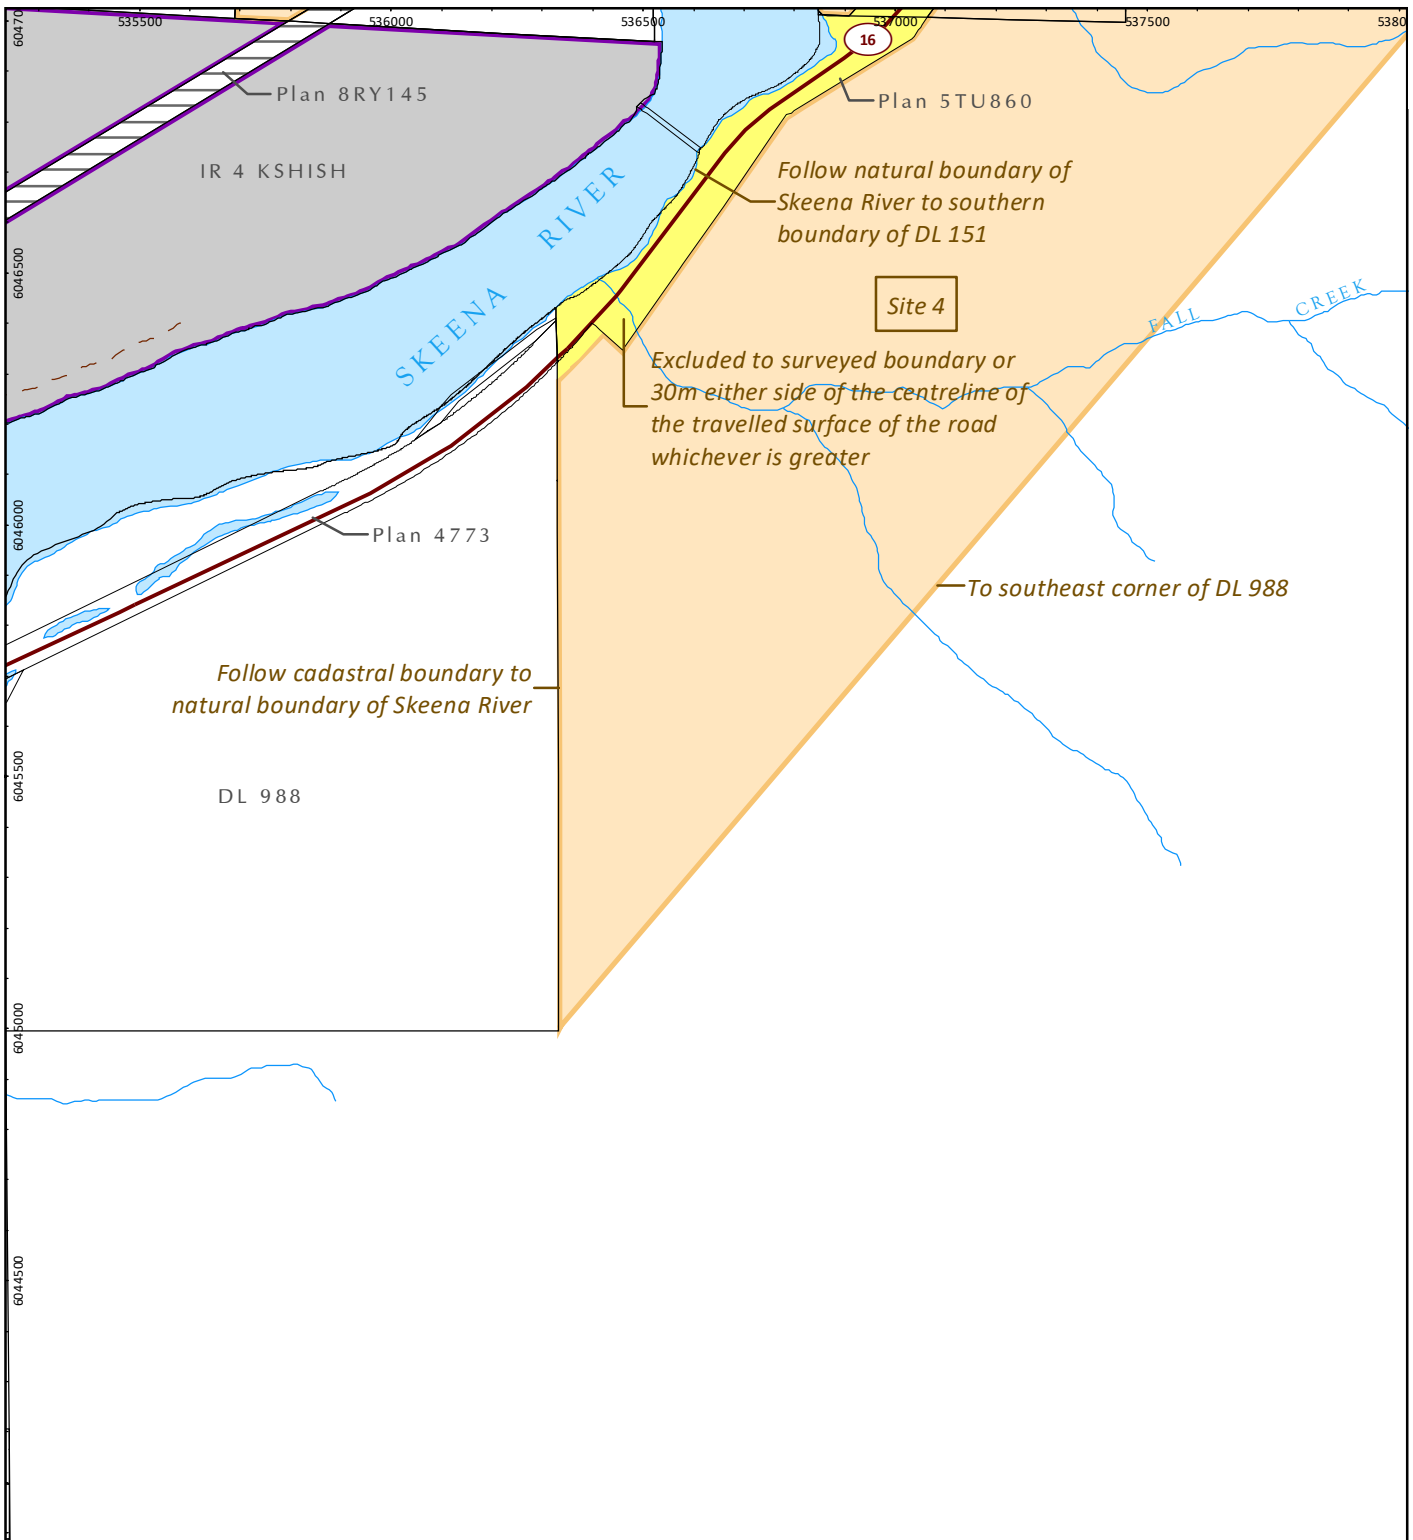 535500
536000
536500
537000
537500
538
60470
16
Plan 8RY145
Plan 5TU860
IR 4 KSHISH
Follow natural boundary of
Skeena River to southern
boundary of DL 151
SKEENA RIVER
6046500
Site 4
FALL CREEK
Excluded to surveyed boundary or
30m either side of the centreline of
the travelled surface of the road
whichever is greater
6046000
Plan 4773
To southeast corner of DL 988
Follow cadastral boundary to
natural boundary of Skeena River
6045500
DL 988
6045000
6044500